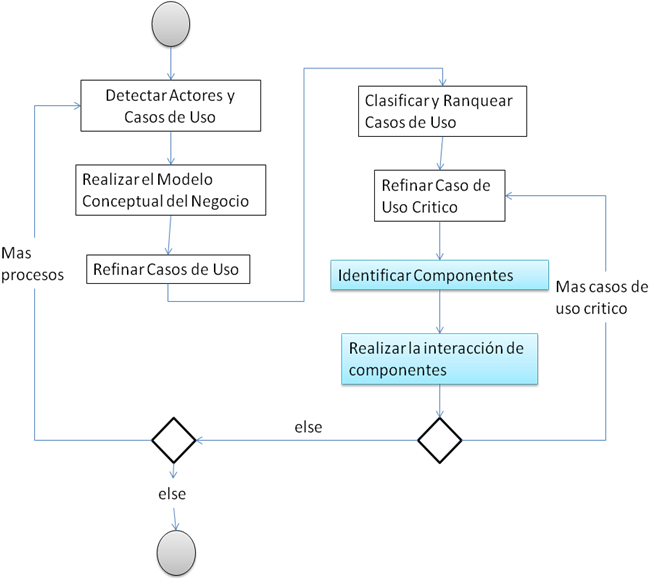 Detectar Actores y
Casos de Uso
Realizar el Modelo
Conceptual del Negocio
Refinar Casos de Uso
Clasificar y Ranquear
Casos de Uso
Refinar Caso de
Uso Critico
Identificar Componentes
Realizar la interacción de
componentes
Mas casos de
uso critico
else
Mas
procesos
else